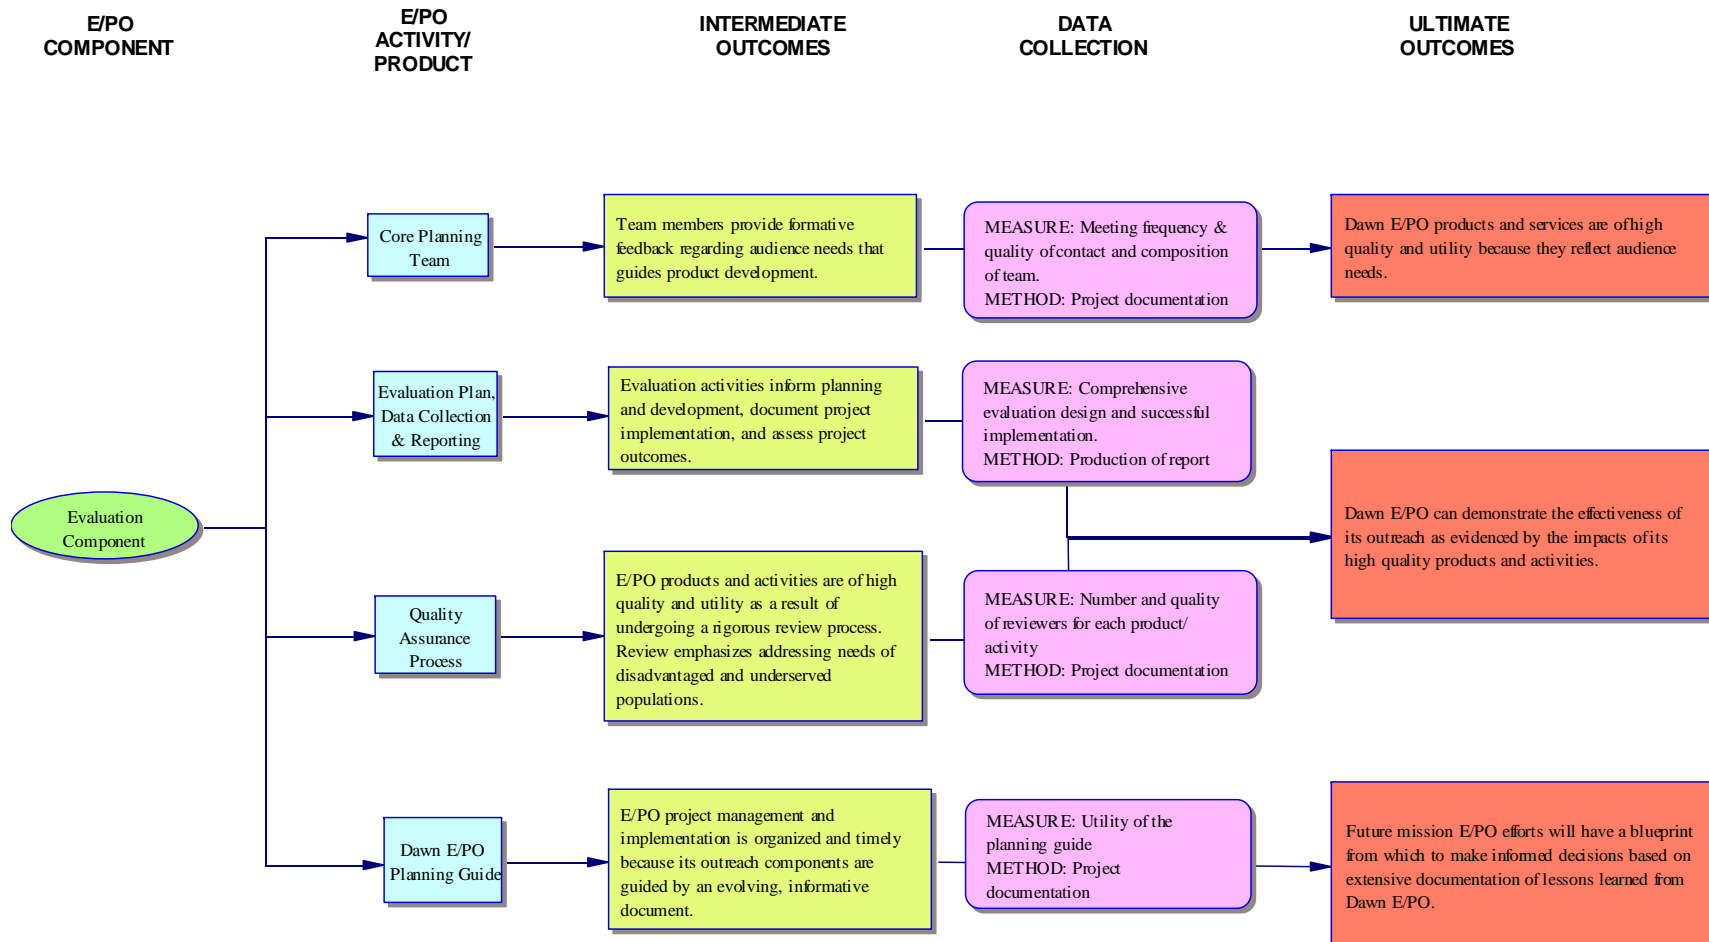 E/PO
COMPONENT
E/PO
ACTIVITY/
PRODUCT
INTERMEDIATE
OUTCOMES
DATA
COLLECTION
ULTIMATE
OUTCOMES
Evaluation
Component
Core Planning
Team
Team members provide formative
feedback regarding audience needs that
guides product development.
MEASURE: Meeting frequency &
quality of contact and composition
of team.
METHOD: Project documentation
Dawn E/PO products and services are of high
quality and utility because they reflect audience
needs.
Evaluation Plan,
Data Collection
& Reporting
Evaluation activities inform planning
and development, document project
implementation, and assess project
outcomes.
MEASURE: Comprehensive
evaluation design and successful
implementation.
METHOD: Production of report
Dawn E/PO can demonstrate the effectiveness of
its outreach as evidenced by the impacts of its
high quality products and activities.
Quality
Assurance
Process
E/PO products and activities are of high
quality and utility as a result of
undergoing a rigorous review process.
Review emphasizes addressing needs of
disadvantaged and underserved
populations.
MEASURE: Number and quality
of reviewers for each product/
activity
METHOD: Project documentation
Dawn E/PO
Planning Guide
E/PO project management and
implementation is organized and timely
because its outreach components are
guided by an evolving, informative
document.
MEASURE: Utility of the
planning guide
METHOD: Project
documentation
Future mission E/PO efforts will have a blueprint
from which to make informed decisions based on
extensive documentation of lessons learned from
Dawn E/PO.